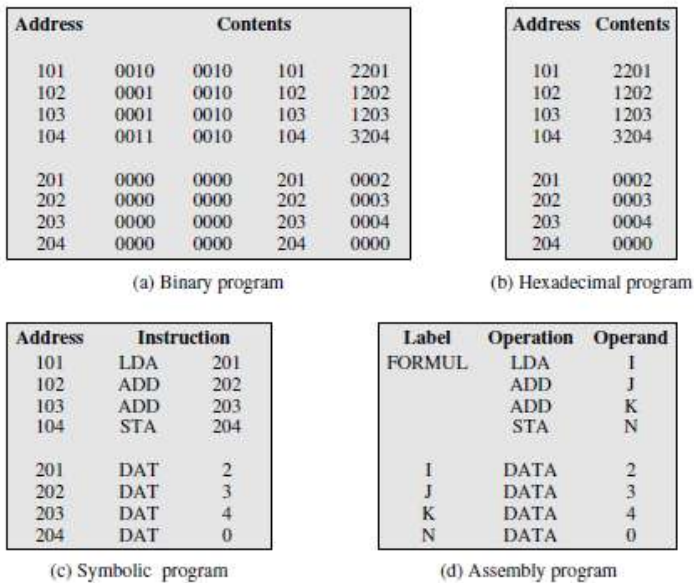 Address Contents
101 0010 0010 101 2201
102 0001 0010 102 1202
103 0001 0010 103 1203
104 0011 0010 104 3204
201 0000 0000 201 0002
202 0000 0000 202 0003
203 0000 0000 203 0004
204 0000 0000 204 0000
(a) Binary program
Address Contents
101 2201
102 1202
103 1203
104 3204
201 0002
202 0003
203 0004
204 0000
(b) Hexadecimal program
Address Instruction
101 LDA 201
102 ADD 202
103 ADD 203
104 STA 204
201 DAT 2
202 DAT 3
203 DAT 4
204 DAT 0
(c) Symbolic program
Label Operation Operand
FORMUL LDA I
ADD J
ADD K
STA N
I DATA 2
J DATA 3
K DATA 4
N DATA 0
(d) Assembly program